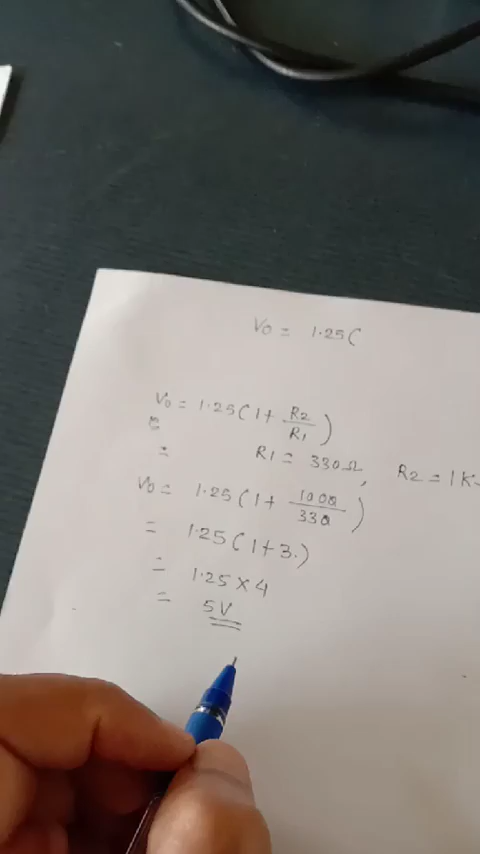 V0 = 1.25(
V0 = 1.25(1+ R2/R1)
= R1 = 330Ω, R2 = 1K
V0 = 1.25(1+ 1000/330)
= 1.25(1+3.)
= 1.25×4
= 5V